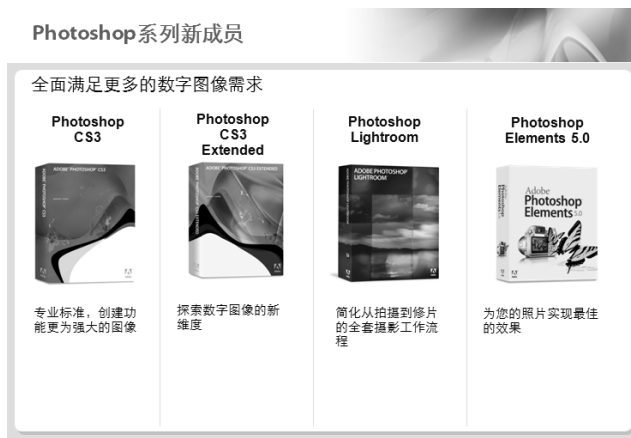 Photoshop系列新成员
全面满足更多的数字图像需求
Photoshop
CS3
ADOBE PHOTOSHOP CS3
专业标准，创建功
能更为强大的图像
Photoshop
CS3
Extended
ADOBE PHOTOSHOP CS3 EXTENDED
探索数字图像的新
维度
Photoshop
Lightroom
ADOBE PHOTOSHOP
LIGHTROOM
简化从拍摄到修片
的全套摄影工作流
程
Photoshop
Elements 5.0
Adobe
Photoshop
Elements 5.0
为您的照片实现最佳
的效果